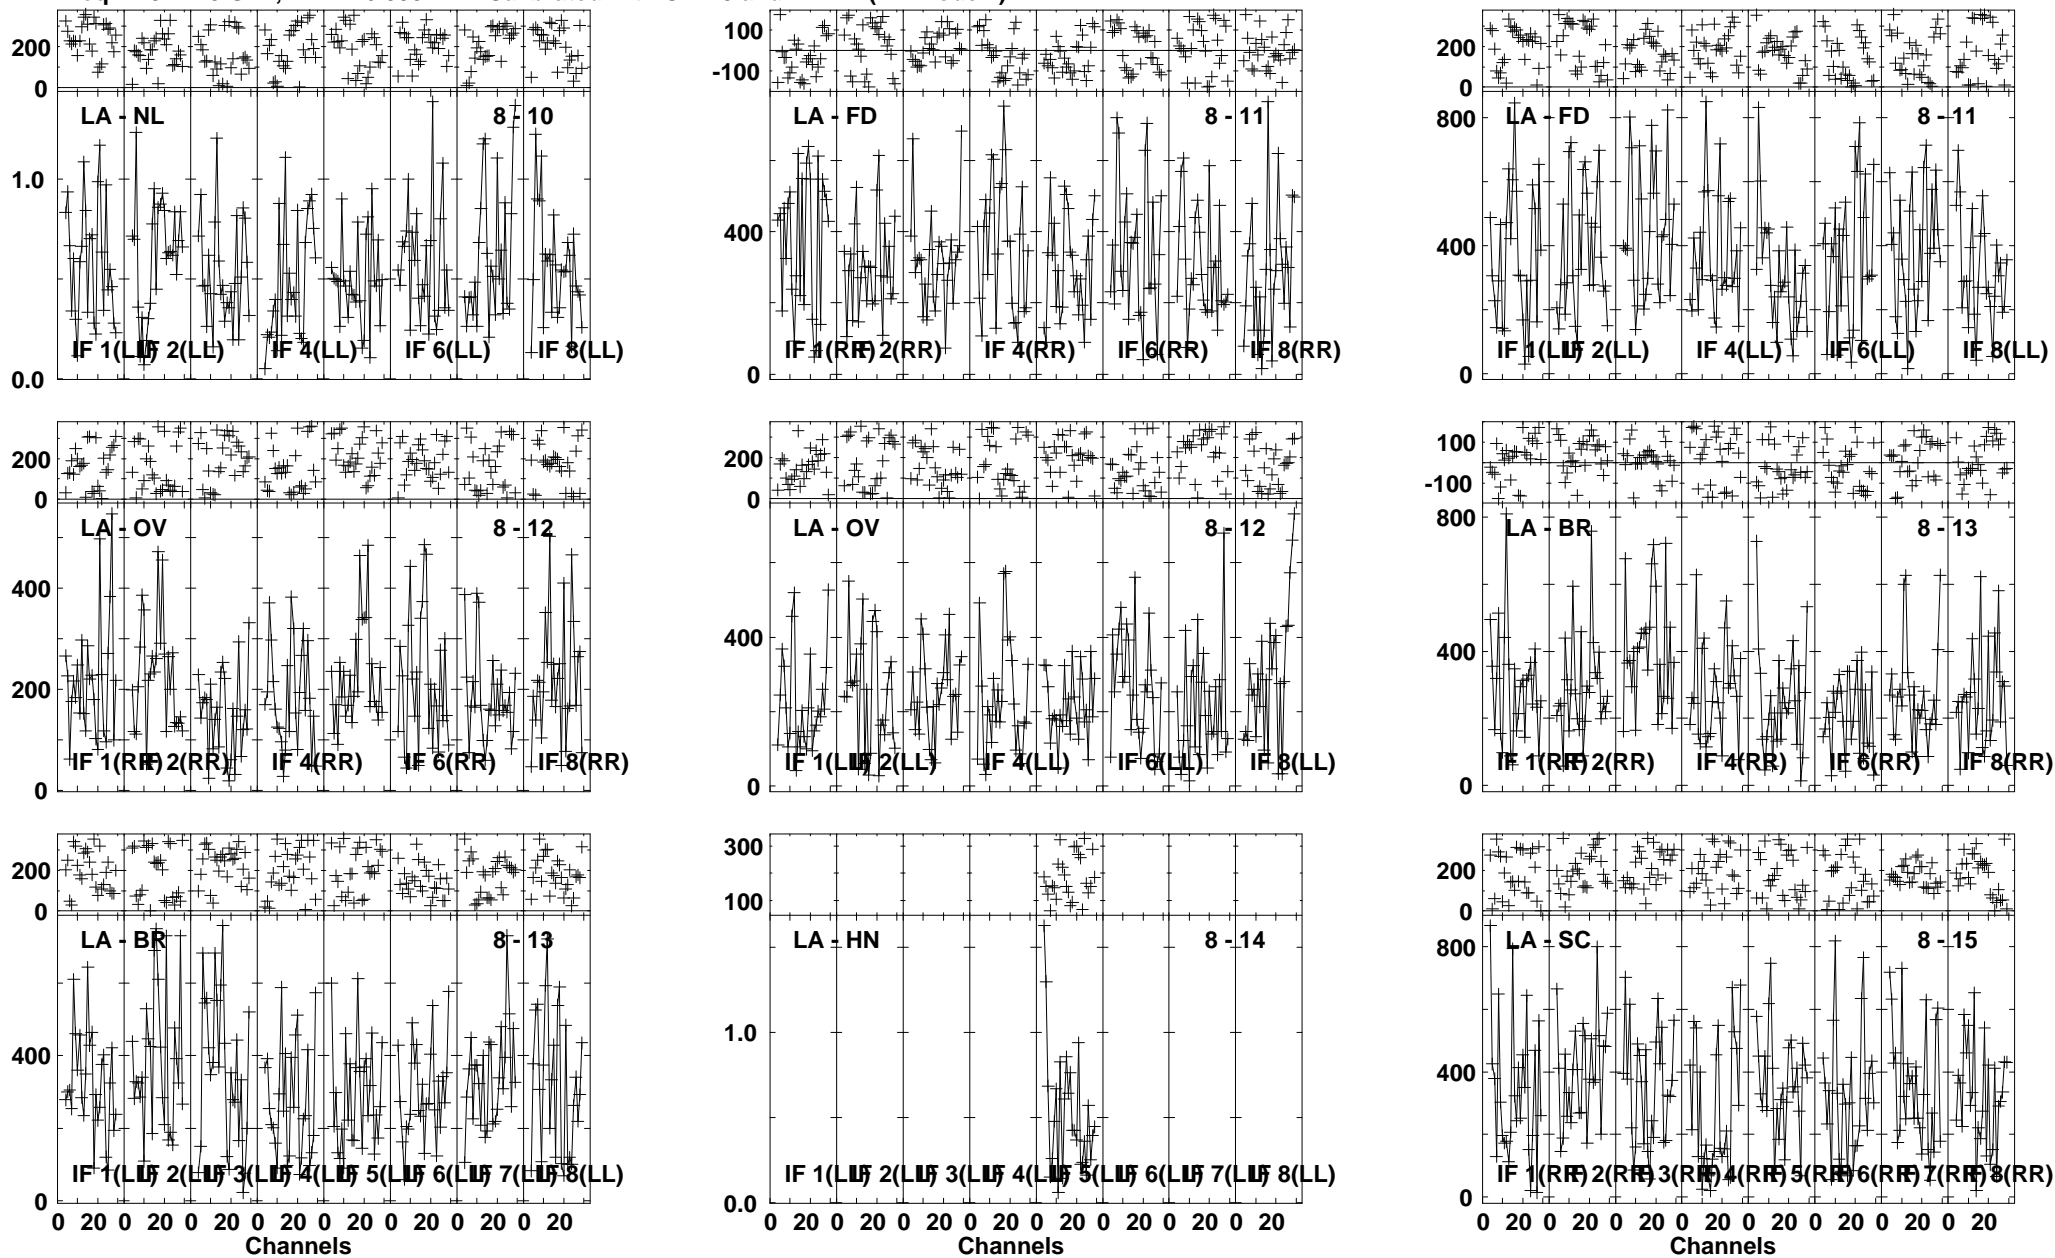 200
0
LA - NL 8 - 10
1.0
0.0
IF 1(LL) IF 2(LL) IF 4(LL) IF 6(LL) IF 8(LL)
100
-100
LA - FD 8 - 11
400
0
IF 1(RR) IF 2(RR) IF 4(RR) IF 6(RR) IF 8(RR)
200
0
LA - FD 8 - 11
800
400
0
IF 1(LL) IF 2(LL) IF 4(LL) IF 6(LL) IF 8(LL)
200
0
LA - OV 8 - 12
400
200
0
IF 1(RR) IF 2(RR) IF 4(RR) IF 6(RR) IF 8(RR)
200
0
LA - OV 8 - 12
400
0
IF 1(LL) IF 2(LL) IF 4(LL) IF 6(LL) IF 8(LL)
100
-100
LA - BR 8 - 13
800
400
0
IF 1(RR) IF 2(RR) IF 4(RR) IF 6(RR) IF 8(RR)
200
0
LA - BR 8 - 13
400
0
IF 1(LL) IF 2(LL) IF 3(LL) IF 4(LL) IF 5(LL) IF 6(LL) IF 7(LL) IF 8(LL)
0 20 0 20 0 20 0 20 0 20 0 20 0 20 0 20
Channels
300
100
LA - HN 8 - 14
1.0
0.0
IF 1(LL) IF 2(LL) IF 3(LL) IF 4(LL) IF 5(LL) IF 6(LL) IF 7(LL) IF 8(LL)
0 20 0 20 0 20 0 20 0 20 0 20 0 20 0 20
Channels
200
0
LA - SC 8 - 15
800
400
0
IF 1(RR) IF 2(RR) IF 3(RR) IF 4(RR) IF 5(RR) IF 6(RR) IF 7(RR) IF 8(RR)
0 20 0 20 0 20 0 20 0 20 0 20 0 20 0 20
Channels